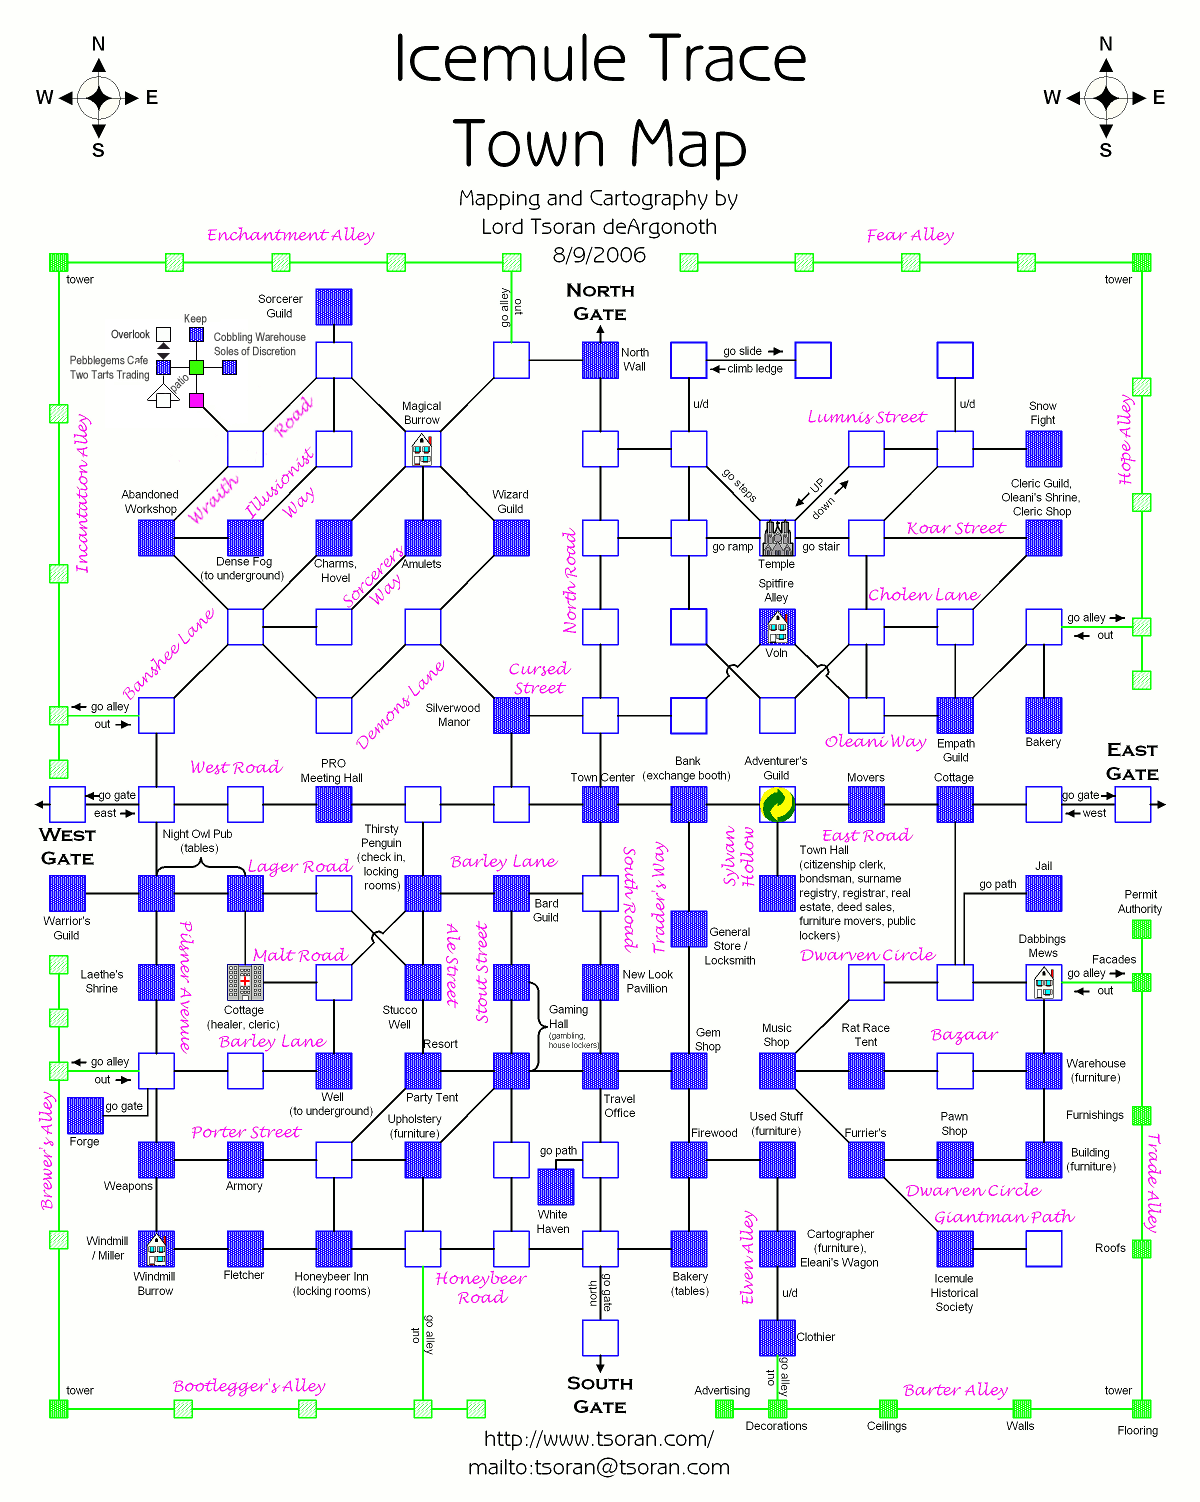 Icemule Trace
Town Map
Mapping and Cartography by
Lord Tsoran deArgonoth
8/9/2006
N
W
E
S
N
W
E
S
Enchantment Alley
Fear Alley
tower
tower
North
Gate
go alley
out
Sorcerer
Guild
Keep
Overlook
Cobbling Warehouse
Soles of Discretion
Pebblegems Cafe
Two Tarts Trading
patio
North
Wall
go slide
climb ledge
u/d
u/d
Magical
Burrow
Lumnis Street
Snow
Fight
Incantation Alley
Wraith
Road
Illusionist
Way
Hope Alley
go steps
UP
down
Cleric Guild,
Oleani's Shrine,
Cleric Shop
Abandoned
Workshop
Wizard
Guild
Koar Street
go ramp
go stair
Temple
Dense Fog
(to underground)
Charms,
Hovel
Amulets
Sorcerers
Way
North Road
Spitfire
Alley
Voln
Cholen Lane
go alley
out
Banshee Lane
Demons Lane
Cursed
Street
Silverwood
Manor
go alley
out
Oleani Way
Empath
Guild
Bakery
East
Gate
West Road
PRO
Meeting Hall
Town Center
Bank
(exchange booth)
Adventurer's
Guild
Movers
Cottage
go gate
east
go gate
west
West
Gate
Night Owl Pub
(tables)
Lager Road
Thirsty
Penguin
(check in,
locking
rooms)
Barley Lane
South Road
Trader's Way
Sylvan
Hollow
East Road
Town Hall
(citizenship clerk,
bondsman, surname
registry, registrar, real
estate, deed sales,
furniture movers, public
lockers)
go path
Jail
Permit
Authority
Warrior's
Guild
Bard
Guild
General
Store /
Locksmith
Pilsner Avenue
Malt Road
Ale Street
Stout Street
Dwarven Circle
Dabbings
Mews
Facades
go alley
out
Laethe's
Shrine
New Look
Pavillion
Cottage
(healer, cleric)
Stucco
Well
Gaming
Hall
(gambling,
house lockers)
Barley Lane
Resort
Gem
Shop
Music
Shop
Rat Race
Tent
Bazaar
go alley
out
Warehouse
(furniture)
Well
(to underground)
Party Tent
Travel
Office
go gate
Forge
Brewer's Alley
Porter Street
Upholstery
(furniture)
Firewood
Used Stuff
(furniture)
Furrier's
Pawn
Shop
Furnishings
Building
(furniture)
Trade Alley
go path
White
Haven
Weapons
Armory
Dwarven Circle
Giantman Path
Windmill
/ Miller
Windmill
Burrow
Fletcher
Honeybeer Inn
(locking rooms)
Honeybeer
Road
Bakery
(tables)
Elven Alley
Cartographer
(furniture),
Eleani's Wagon
Icemule
Historical
Society
Roofs
north
go gate
u/d
out
go alley
Clothier
South
Gate
out
go alley
tower
Bootlegger's Alley
Advertising
Barter Alley
tower
Decorations
Ceilings
Walls
Flooring
http://www.tsoran.com/
mailto:tsoran@tsoran.com